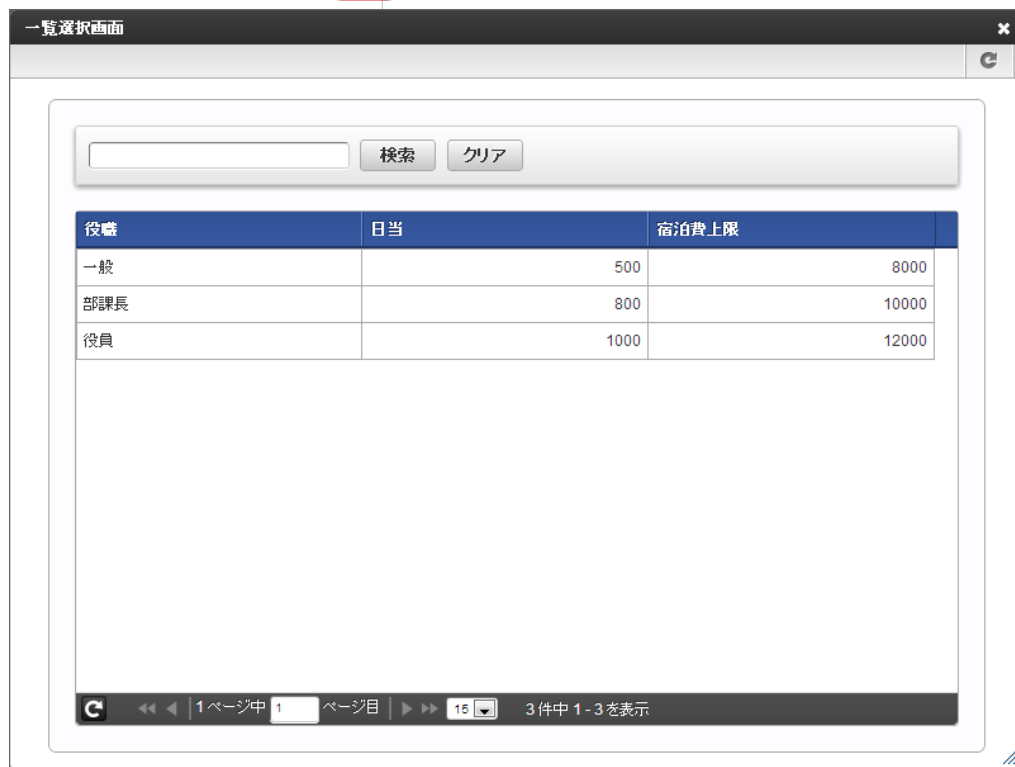 一覧選択画面
検索 クリア
役職 日当 宿泊費上限
一般 500 8000
部課長 800 10000
役員 1000 12000
1 ページ中 1 ページ目 15 3 件中 1 - 3 を表示